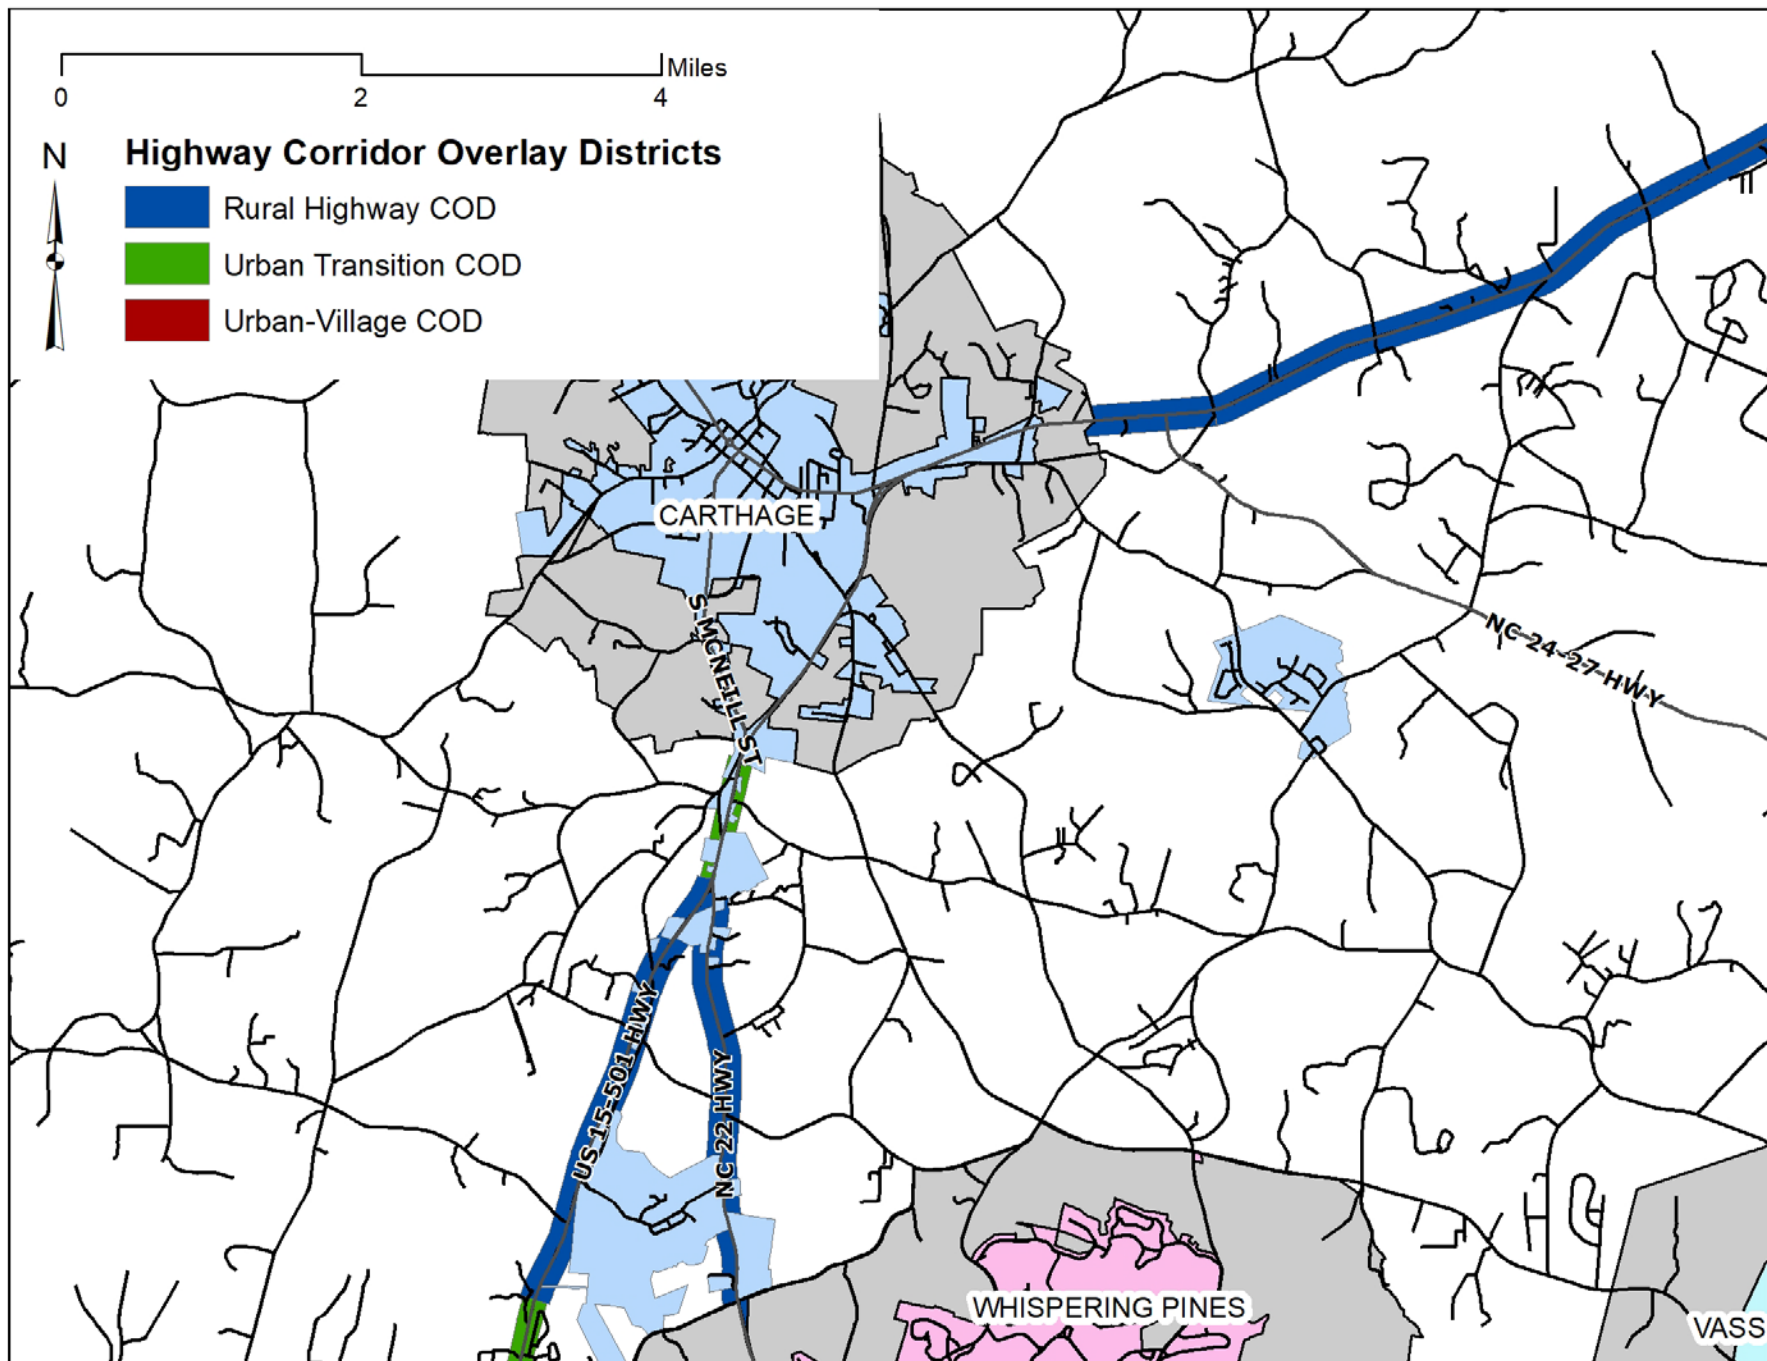 Miles
0 2 4
N
Highway Corridor Overlay Districts
Rural Highway COD
Urban Transition COD
Urban-Village COD
CARTHAGE
S MCNEILL ST
NC 24-27 HWY
US 15-501 HWY
NC 22 HWY
WHISPERING PINES
VASS